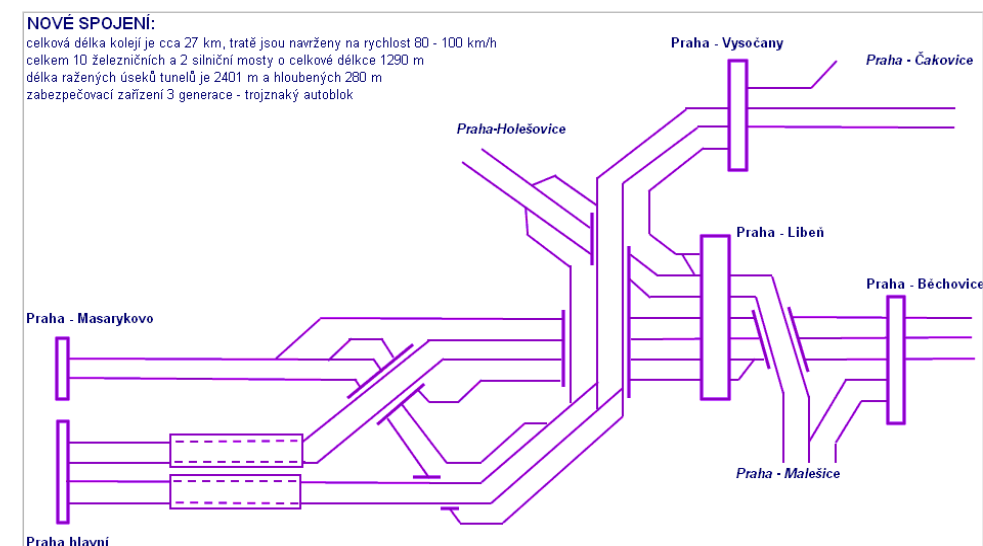 NOVÉ SPOJENÍ:
celková délka kolejí je cca 27 km, tratě jsou navrženy na rychlost 80 - 100 km/h
celkem 10 železničních a 2 silniční mosty o celkové délkce 1290 m
délka ražených úseků tunelů je 2401 m a hloubených 280 m
zabezpečovací zařízení 3 generace - trojznaký autoblok
Praha - Vysočany
Praha - Čakovice
Praha-Holešovice
Praha - Libeň
Praha - Běchovice
Praha - Masarykovo
Praha - Malešice
Praha hlavní